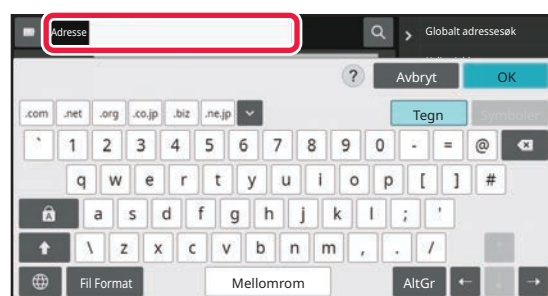 Adresse
Globalt adressesøk
? Avbryt OK
.com .net .org .co.jp .biz .ne.jp Tegn Symboler
` 1 2 3 4 5 6 7 8 9 0 - = @
q w e r t y u i o p [ ] #
a s d f g h j k l ; '
\ z x c v b n m , . /
Fil Format Mellomrom AltGr